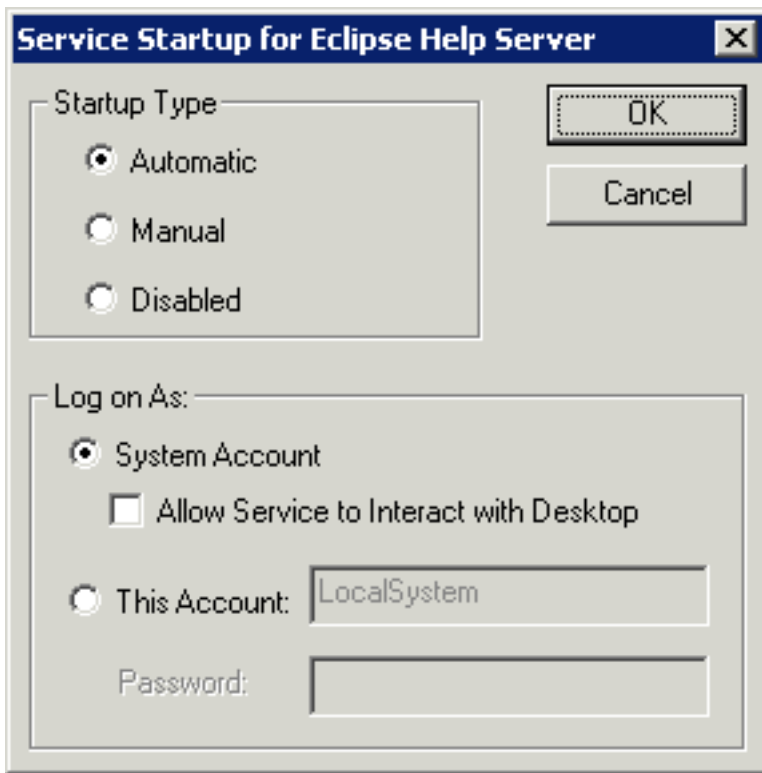 Service Startup for Eclipse Help Server
Startup Type
OK
Automatic
Cancel
Manual
Disabled
Log on As:
System Account
Allow Service to Interact with Desktop
This Account: LocalSystem
Password: